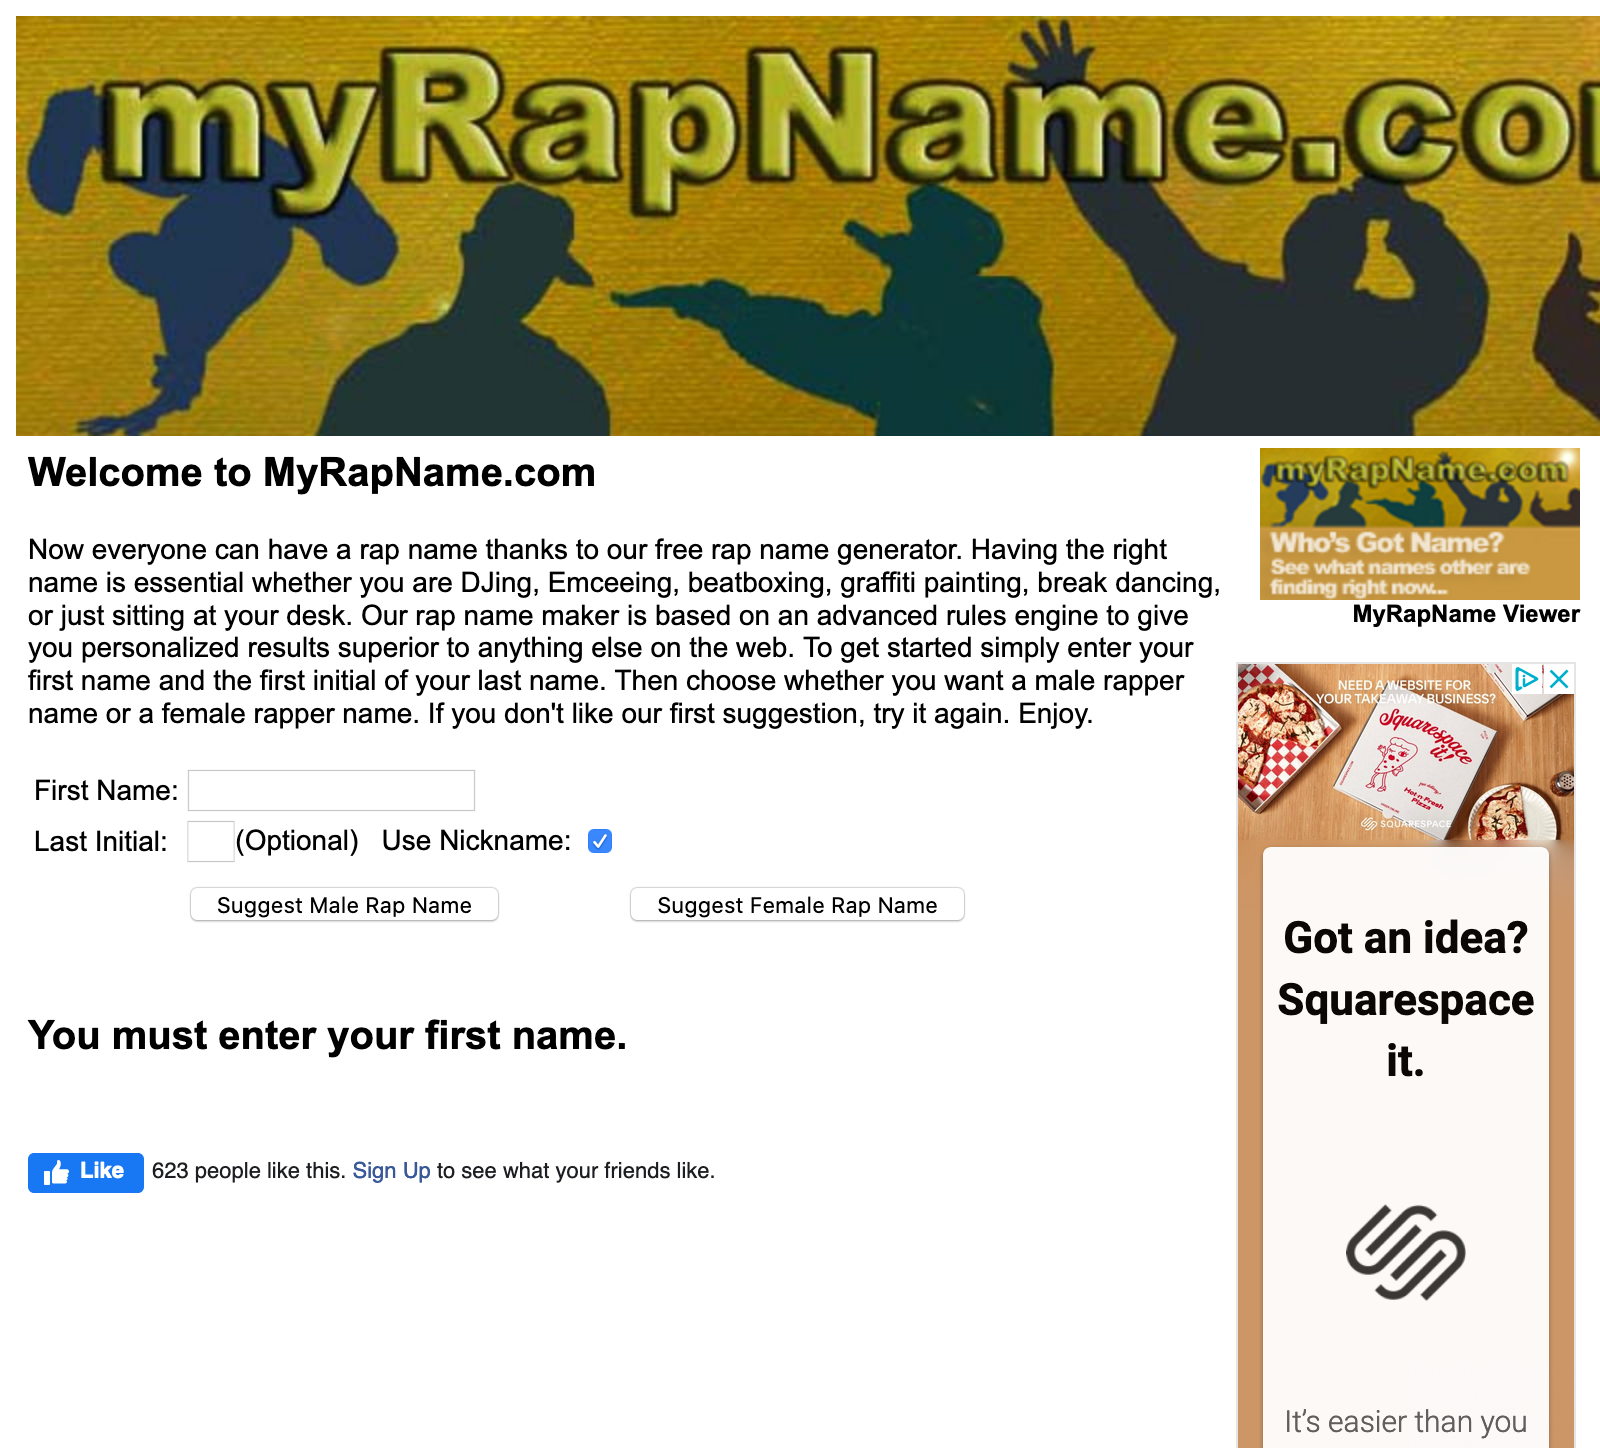 myRapName.co
Welcome to MyRapName.com
Now everyone can have a rap name thanks to our free rap name generator. Having the right
name is essential whether you are DJing, Emceeing, beatboxing, graffiti painting, break dancing,
or just sitting at your desk. Our rap name maker is based on an advanced rules engine to give
you personalized results superior to anything else on the web. To get started simply enter your
first name and the first initial of your last name. Then choose whether you want a male rapper
name or a female rapper name. If you don't like our first suggestion, try it again. Enjoy.
First Name:
Last Initial: (Optional) Use Nickname:
Suggest Male Rap Name Suggest Female Rap Name
You must enter your first name.
Like 623 people like this. Sign Up to see what your friends like.
myRapName.com
Who's Got Name?
See what names other are
finding right now...
MyRapName Viewer
NEED A WEBSITE FOR
YOUR TAKEAWAY BUSINESS?
Squarespace
it!
Hot n Fresh
Pizza
SQUARESPACE
Got an idea?
Squarespace
it.
It's easier than you